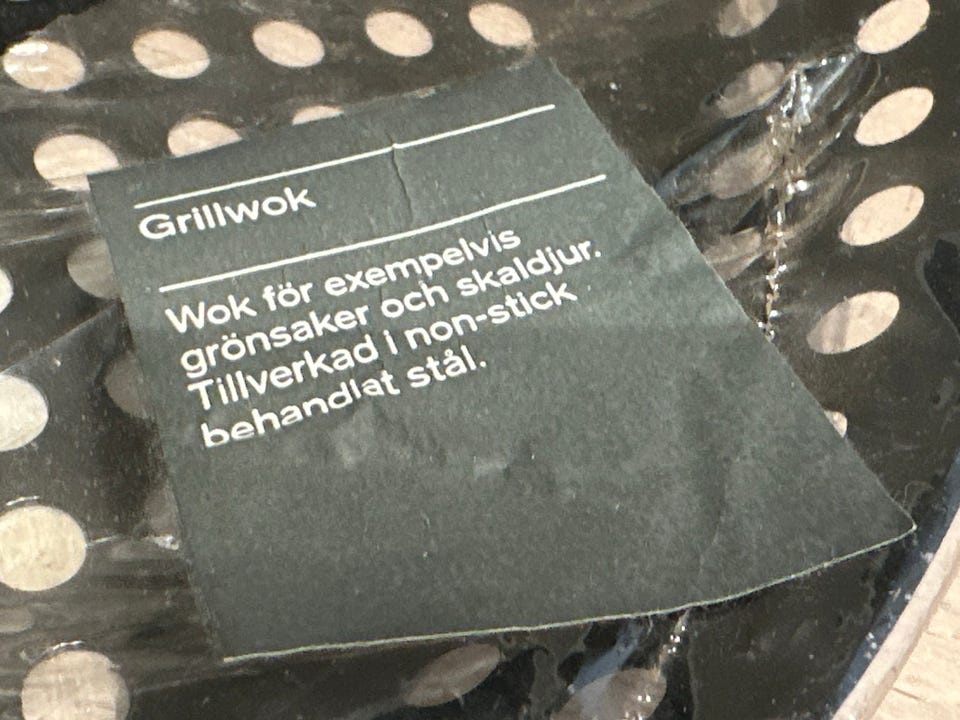 Grillwok
Wok för exempelvis
grönsaker och skaldjur.
Tillverkad i non-stick
behandlat stål.